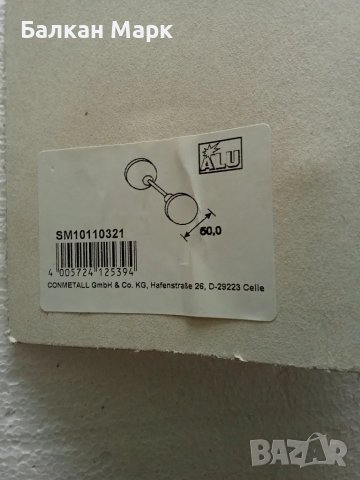 Балкан Марк
ALU
60,0
SM10110321
4 005724 125394
CONMETALL GmbH & Co. KG, Hafenstraße 26, D-29223 Celle
BAZAR